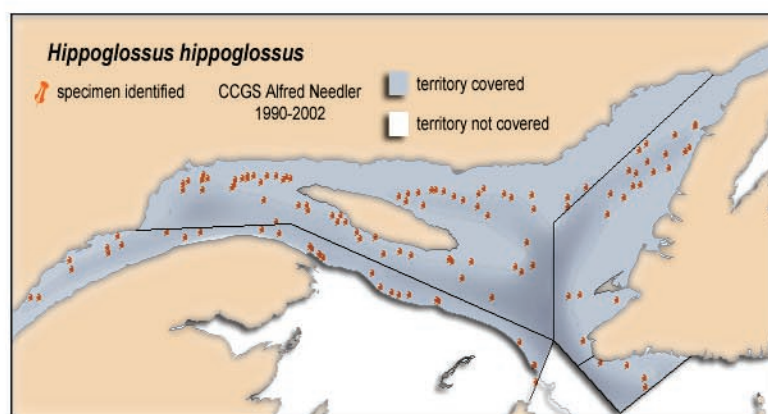 Hippoglossus hippoglossus
specimen identified
CCGS Alfred Needler
1990-2002
territory covered
territory not covered